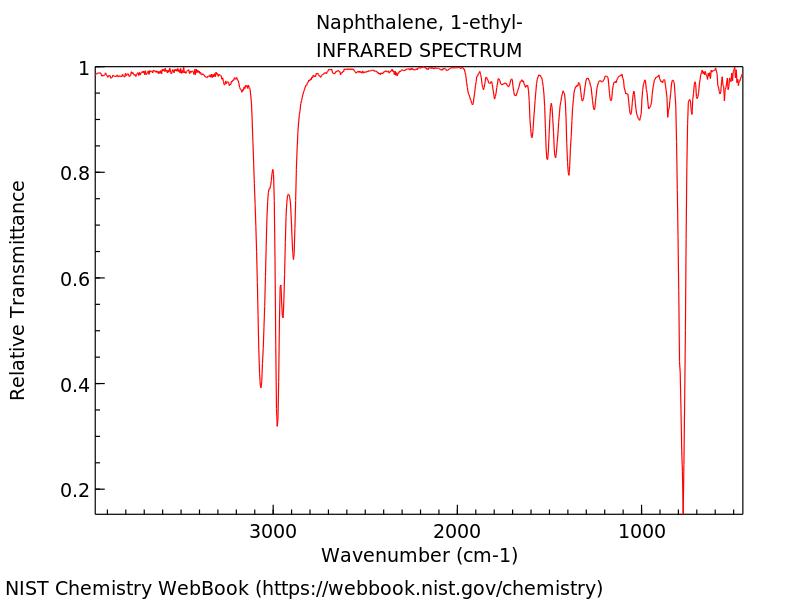 Naphthalene, 1-ethyl-
INFRARED SPECTRUM
1
0.8
0.6
0.4
0.2
Relative Transmittance
3000 2000 1000
Wavenumber (cm-1)
NIST Chemistry WebBook (https://webbook.nist.gov/chemistry)